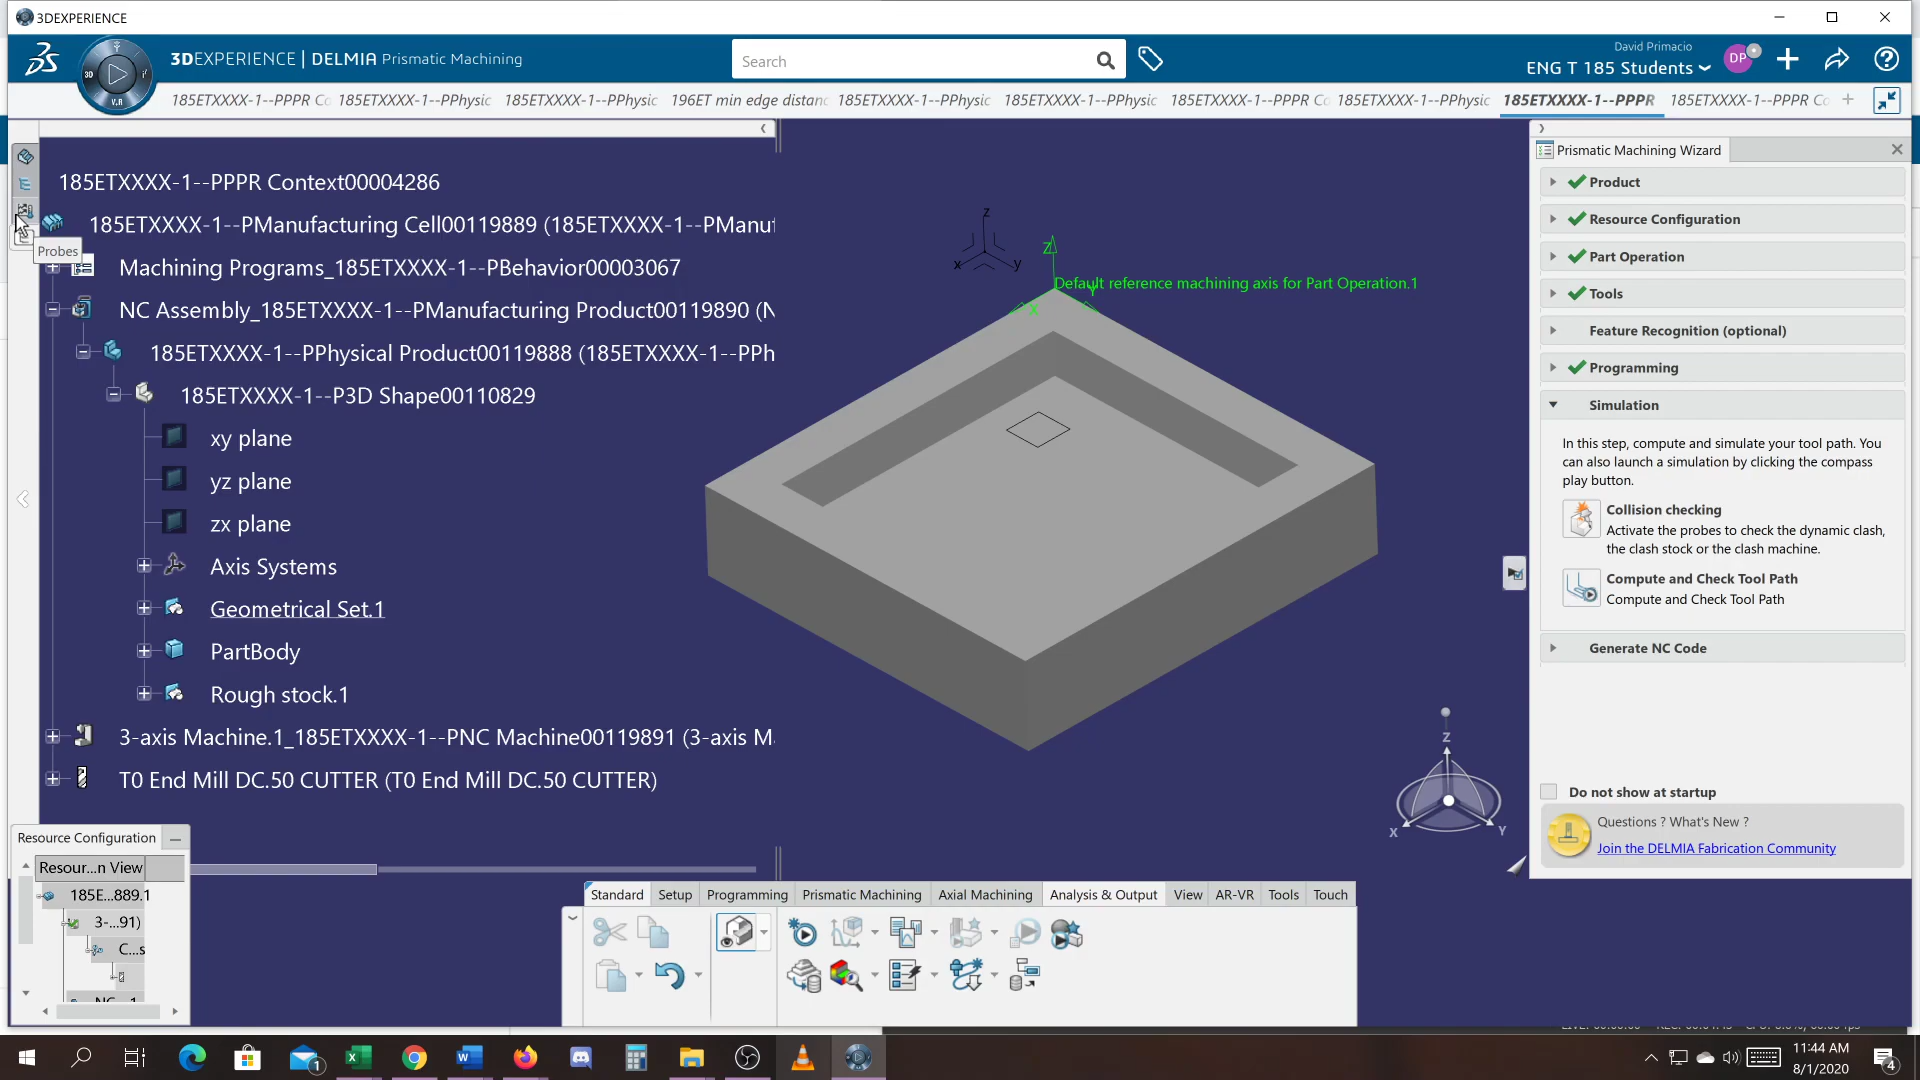 3DEXPERIENCE
3DEXPERIENCE | DELMIA Prismatic Machining
Search
David Primacio
ENG T 185 Students
DP
3D
V.R
185ETXXXX-1--PPPR Co
185ETXXXX-1--PPhysic
185ETXXXX-1--PPhysic
196ET min edge distanc
185ETXXXX-1--PPhysic
185ETXXXX-1--PPhysic
185ETXXXX-1--PPPR Co
185ETXXXX-1--PPhysic
185ETXXXX-1--PPPR
185ETXXXX-1--PPPR Co
185ETXXXX-1--PPPR Context00004286
185ETXXXX-1--PManufacturing Cell00119889 (185ETXXXX-1--PManuf
Probes
Machining Programs_185ETXXXX-1--PBehavior00003067
NC Assembly_185ETXXXX-1--PManufacturing Product00119890 (N
185ETXXXX-1--PPhysical Product00119888 (185ETXXXX-1--PPh
185ETXXXX-1--P3D Shape00110829
xy plane
yz plane
zx plane
Axis Systems
Geometrical Set.1
PartBody
Rough stock.1
3-axis Machine.1_185ETXXXX-1--PNC Machine00119891 (3-axis M
T0 End Mill DC.50 CUTTER (T0 End Mill DC.50 CUTTER)
z
x
y
Z
Default reference machining axis for Part Operation.1
X
Y
Z
X
Y
Prismatic Machining Wizard
Product
Resource Configuration
Part Operation
Tools
Feature Recognition (optional)
Programming
Simulation
In this step, compute and simulate your tool path. You
can also launch a simulation by clicking the compass
play button.
Collision checking
Activate the probes to check the dynamic clash,
the clash stock or the clash machine.
Compute and Check Tool Path
Compute and Check Tool Path
Generate NC Code
Do not show at startup
Questions ? What's New ?
Join the DELMIA Fabrication Community
Resource Configuration
Resour...n View
185E...889.1
3-...91)
C...s
Standard
Setup
Programming
Prismatic Machining
Axial Machining
Analysis & Output
View
AR-VR
Tools
Touch
1
11:44 AM
8/1/2020
4